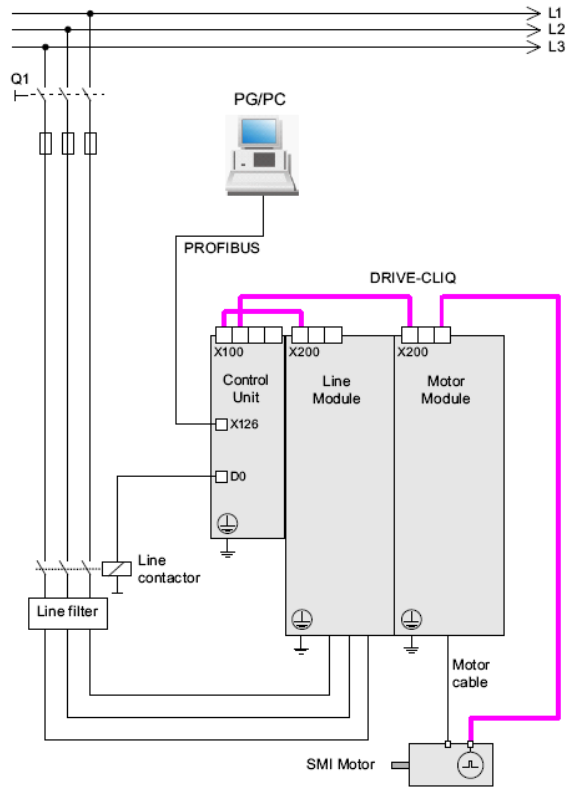 L1
L2
L3
Q1
PG/PC
PROFIBUS
DRIVE-CLIQ
X100
X200
X200
Control
Unit
Line
Module
Motor
Module
X126
D0
Line
contactor
Line filter
Motor
cable
SMI Motor